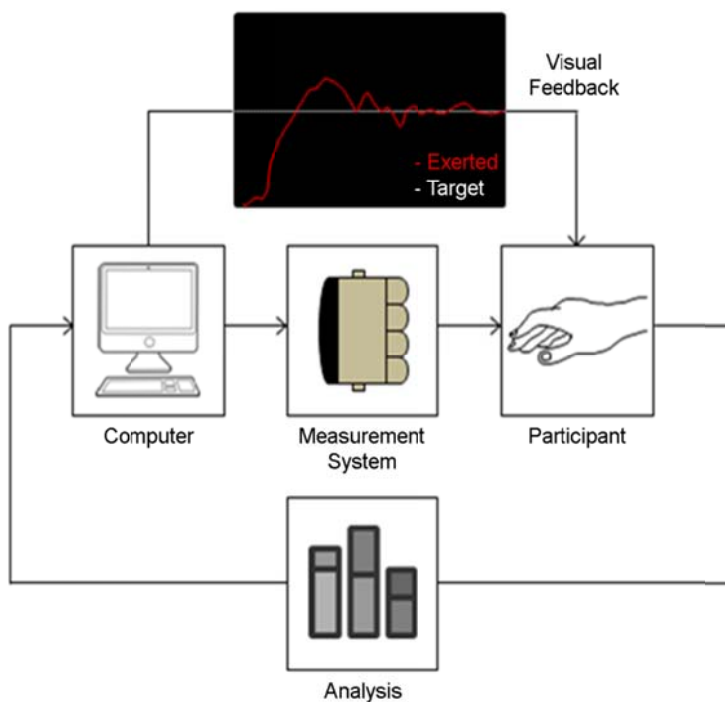 Visual
Feedback
- Exerted
- Target
Computer
Measurement
System
Participant
Analysis